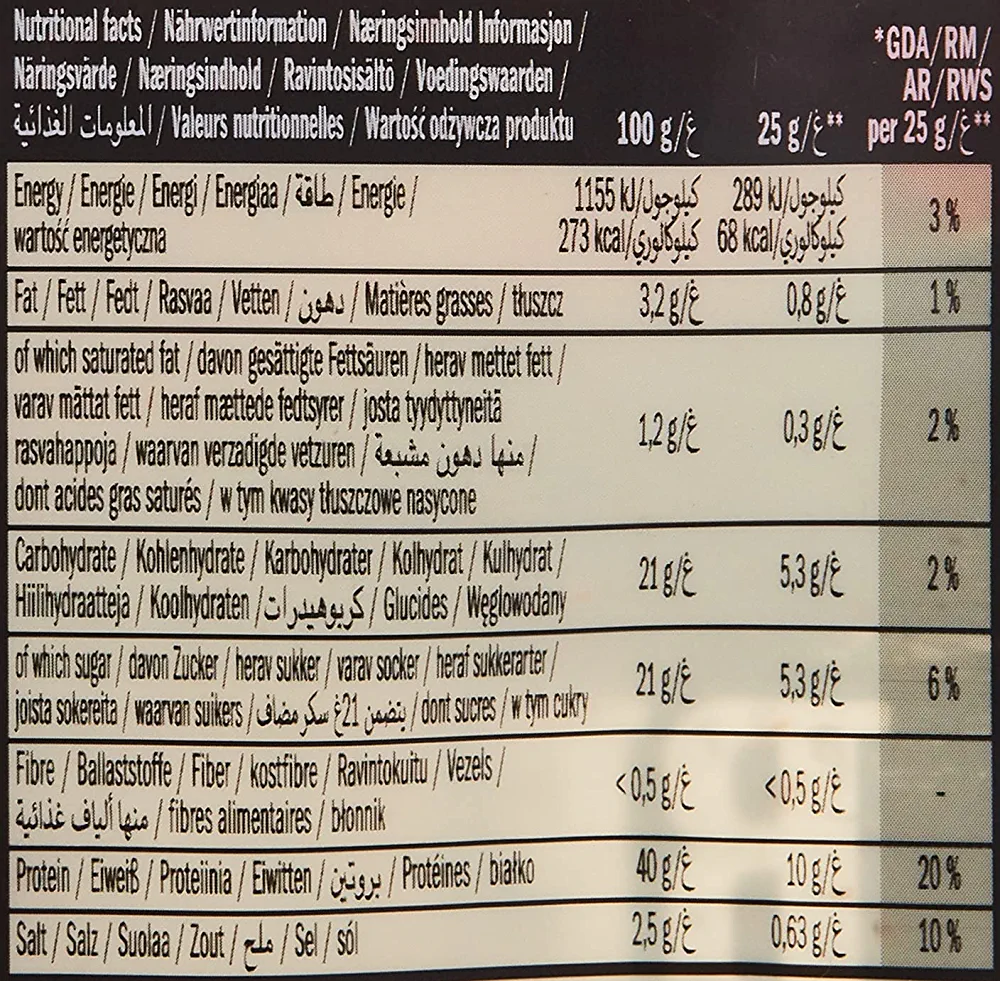 Nutritional facts / Nährwertinformation / Næringsinnhold Informasjon /
Näringsvärde / Næringsindhold / Ravintosisältö / Voedingswaarden /
المعلومات الغذائية / Valeurs nutritionnelles / Wartość odżywcza produktu
100 g/غ
25 g/غ**
*GDA/RM/
AR/RWS
per 25 g/غ**
Energy / Energie / Energi / Energiaa / طاقة / Energie /
wartość energetyczna
1155 kJ/كيلوجول
273 kcal/كيلوكالوري
289 kJ/كيلوجول
68 kcal/كيلوكالوري
3 %
Fat / Fett / Fedt / Rasvaa / Vetten / دهون / Matières grasses / tłuszcz
3,2 g/غ
0,8 g/غ
1 %
of which saturated fat / davon gesättigte Fettsäuren / herav mettet fett /
varav mättat fett / heraf mættede fedtsyrer / josta tyydyttyneitä
rasvahappoja / waarvan verzadigde vetzuren / منها دهون مشبعة /
dont acides gras saturés / w tym kwasy tłuszczowe nasycone
1,2 g/غ
0,3 g/غ
2 %
Carbohydrate / Kohlenhydrate / Karbohydrater / Kolhydrat / Kulhydrat /
Hiilihydraatteja / Koolhydraten / كربوهيدرات / Glucides / Węglowodany
21 g/غ
5,3 g/غ
2 %
of which sugar / davon Zucker / herav sukker / varav socker / heraf sukkerarter /
joista sokereita / waarvan suikers / يتضمن 21غ سكر مضاف / dont sucres / w tym cukry
21 g/غ
5,3 g/غ
6 %
Fibre / Ballaststoffe / Fiber / kostfibre / Ravintokuitu / Vezels /
منها ألياف غذائية / fibres alimentaires / błonnik
<0,5 g/غ
<0,5 g/غ
-
Protein / Eiweiß / Proteiinia / Eiwitten / بروتين / Protéines / białko
40 g/غ
10 g/غ
20 %
Salt / Salz / Suolaa / Zout / ملح / Sel / sól
2,5 g/غ
0,63 g/غ
10 %